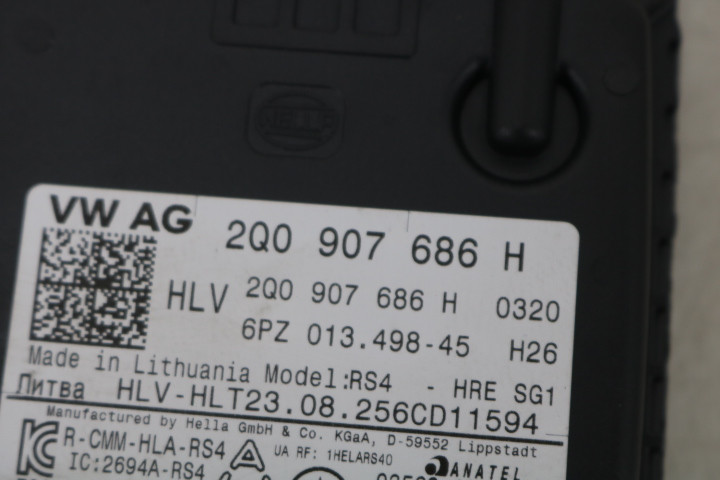 HELLA
VW AG 2Q0 907 686 H
HLV 2Q0 907 686 H 0320
6PZ 013.498-45 H26
Made in Lithuania Model:RS4 - HRE SG1
Литва HLV-HLT23.08.256CD11594
Manufactured by Hella GmbH & Co. KGaA, D-59552 Lippstadt
R-CMM-HLA-RS4 UA RF: 1HELARS40
IC:2694A-RS4 ANATEL